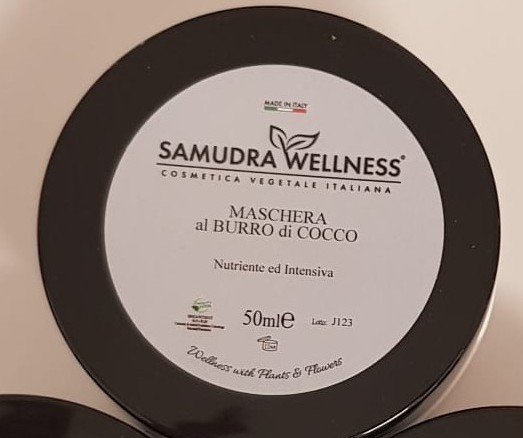 MADE IN ITALY
SAMUDRA WELLNESS®
COSMETICA VEGETALE ITALIANA
MASCHERA
al BURRO di COCCO
Nutriente ed Intensiva
50ml℮ Lotto: J123
Wellness with Plants & Flowers